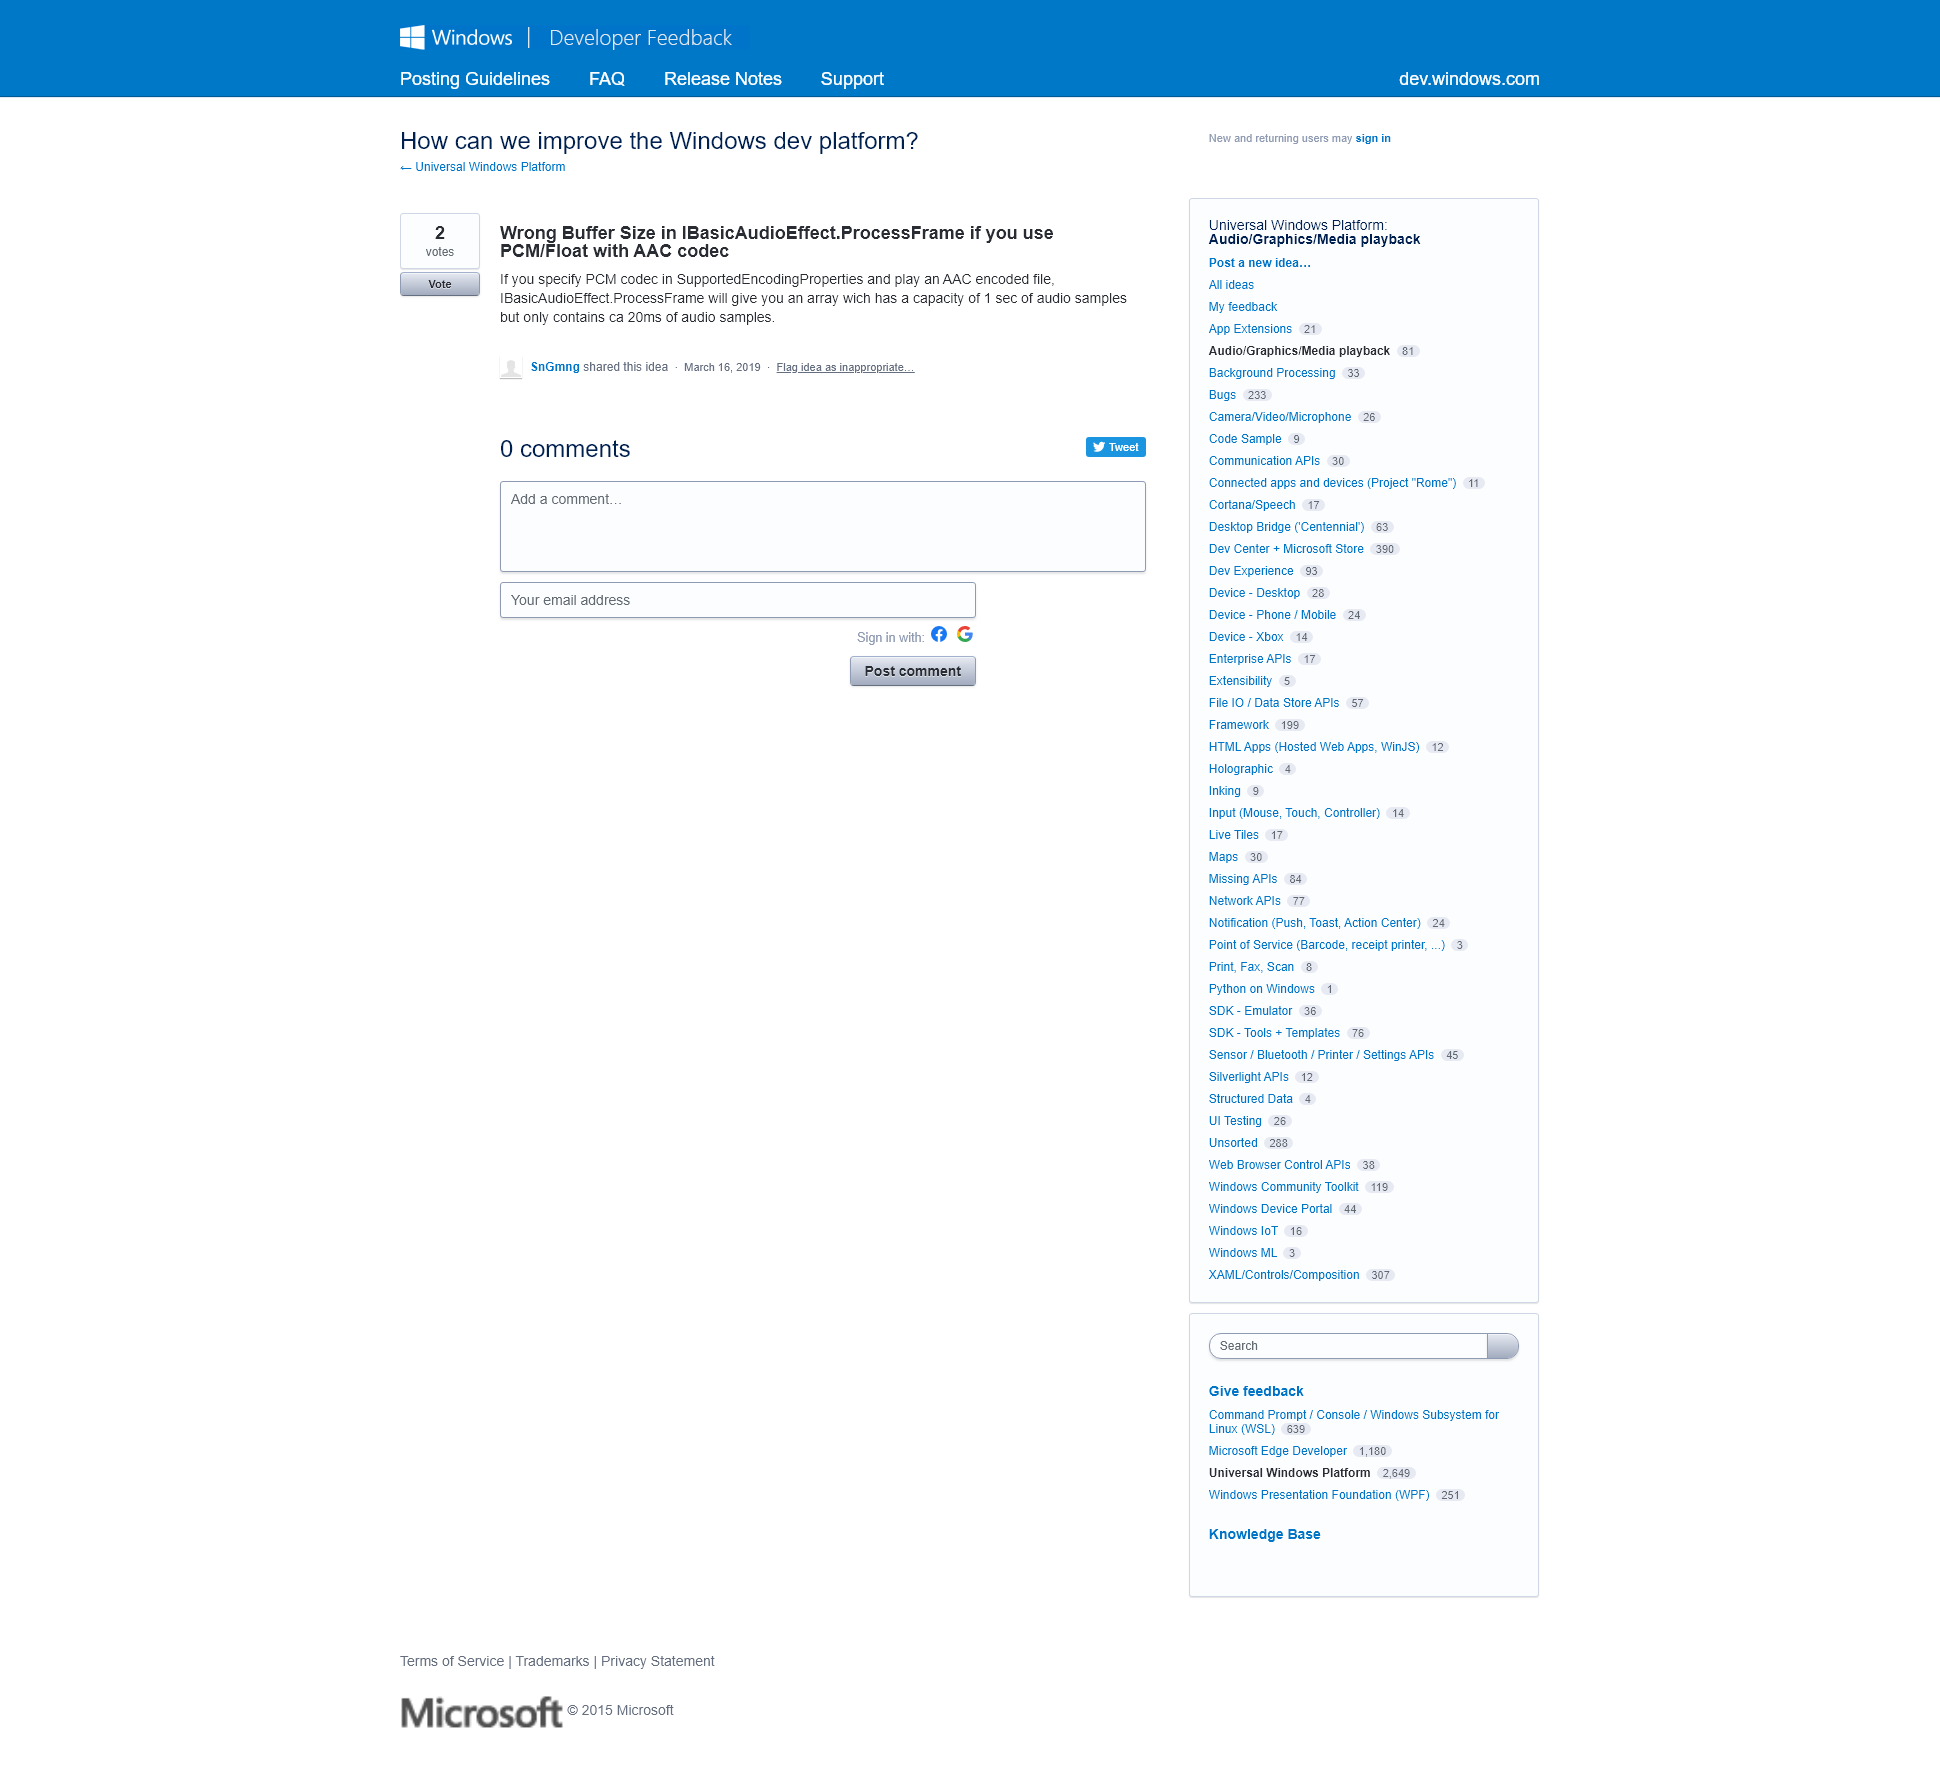 Windows | Developer Feedback
Posting Guidelines FAQ Release Notes Support dev.windows.com
How can we improve the Windows dev platform?
← Universal Windows Platform
New and returning users may sign in
2
votes
Vote
Wrong Buffer Size in IBasicAudioEffect.ProcessFrame if you use
PCM/Float with AAC codec
If you specify PCM codec in SupportedEncodingProperties and play an AAC encoded file,
IBasicAudioEffect.ProcessFrame will give you an array wich has a capacity of 1 sec of audio samples
but only contains ca 20ms of audio samples.
SnGmng shared this idea · March 16, 2019 · Flag idea as inappropriate…
0 comments
Tweet
Add a comment…
Your email address
Sign in with:
Post comment
Universal Windows Platform:
Audio/Graphics/Media playback
Post a new idea…
All ideas
My feedback
App Extensions 21
Audio/Graphics/Media playback 81
Background Processing 33
Bugs 233
Camera/Video/Microphone 26
Code Sample 9
Communication APIs 30
Connected apps and devices (Project "Rome") 11
Cortana/Speech 17
Desktop Bridge ('Centennial') 63
Dev Center + Microsoft Store 390
Dev Experience 93
Device - Desktop 28
Device - Phone / Mobile 24
Device - Xbox 14
Enterprise APIs 17
Extensibility 5
File IO / Data Store APIs 57
Framework 199
HTML Apps (Hosted Web Apps, WinJS) 12
Holographic 4
Inking 9
Input (Mouse, Touch, Controller) 14
Live Tiles 17
Maps 30
Missing APIs 84
Network APIs 77
Notification (Push, Toast, Action Center) 24
Point of Service (Barcode, receipt printer, ...) 3
Print, Fax, Scan 8
Python on Windows 1
SDK - Emulator 36
SDK - Tools + Templates 76
Sensor / Bluetooth / Printer / Settings APIs 45
Silverlight APIs 12
Structured Data 4
UI Testing 26
Unsorted 288
Web Browser Control APIs 38
Windows Community Toolkit 119
Windows Device Portal 44
Windows IoT 16
Windows ML 3
XAML/Controls/Composition 307
Search
Give feedback
Command Prompt / Console / Windows Subsystem for
Linux (WSL) 639
Microsoft Edge Developer 1,180
Universal Windows Platform 2,649
Windows Presentation Foundation (WPF) 251
Knowledge Base
Terms of Service | Trademarks | Privacy Statement
Microsoft © 2015 Microsoft